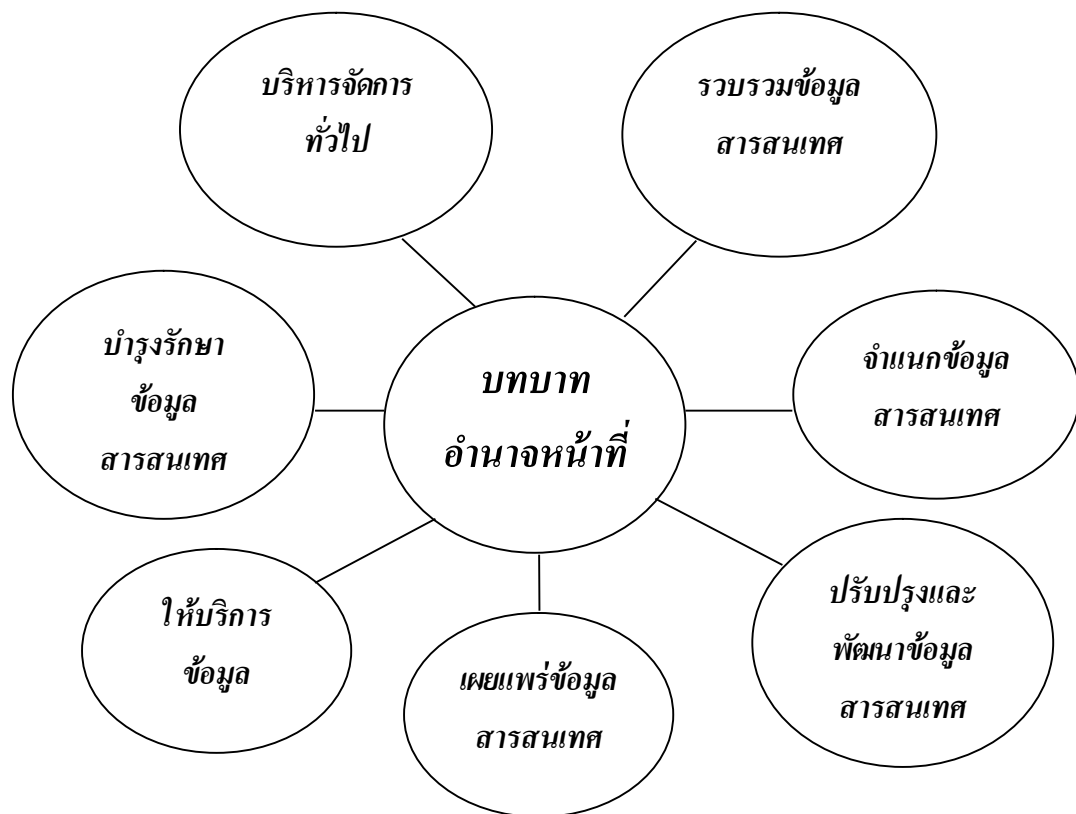 บริหารจัดการ
ทั่วไป
รวบรวมข้อมูล
สารสนเทศ
บำรุงรักษา
ข้อมูล
สารสนเทศ
บทบาท
อำนาจหน้าที่
จำแนกข้อมูล
สารสนเทศ
ให้บริการ
ข้อมูล
เผยแพร่ข้อมูล
สารสนเทศ
ปรับปรุงและ
พัฒนาข้อมูล
สารสนเทศ